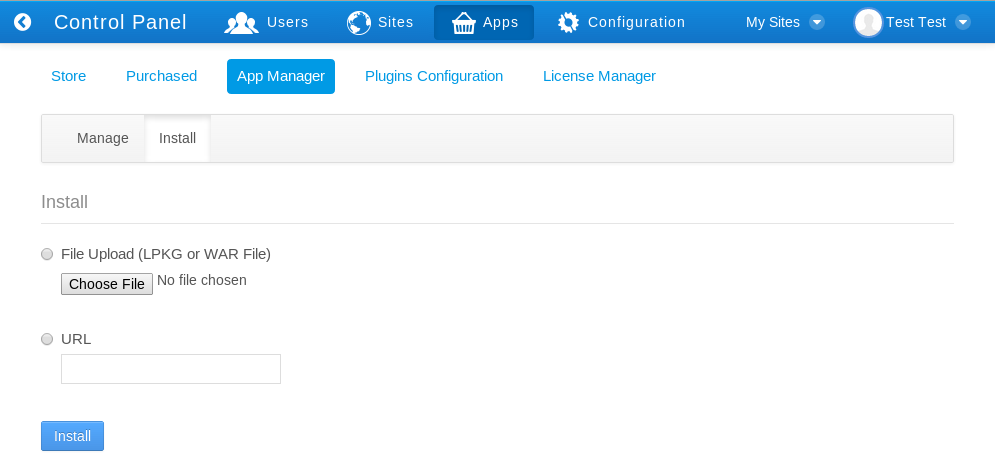 Control Panel Users Sites Apps Configuration My Sites Test Test
Store Purchased App Manager Plugins Configuration License Manager
Manage Install
Install
File Upload (LPKG or WAR File)
Choose File No file chosen
URL
Install